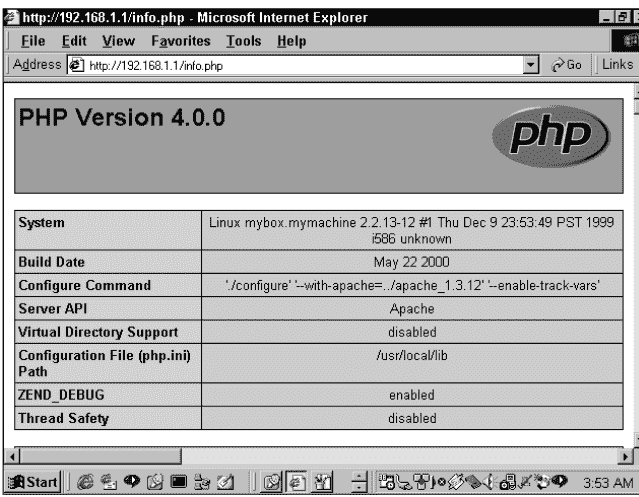 http://192.168.1.1/info.php - Microsoft Internet Explorer
File Edit View Favorites Tools Help
Address http://192.168.1.1/info.php Go Links
PHP Version 4.0.0
php
System Linux mybox.mymachine 2.2.13-12 #1 Thu Dec 9 23:53:49 PST 1999
i586 unknown
Build Date May 22 2000
Configure Command './configure' '--with-apache=../apache_1.3.12' '--enable-track-vars'
Server API Apache
Virtual Directory Support disabled
Configuration File (php.ini) /usr/local/lib
Path
ZEND_DEBUG enabled
Thread Safety disabled
Start 3:53 AM